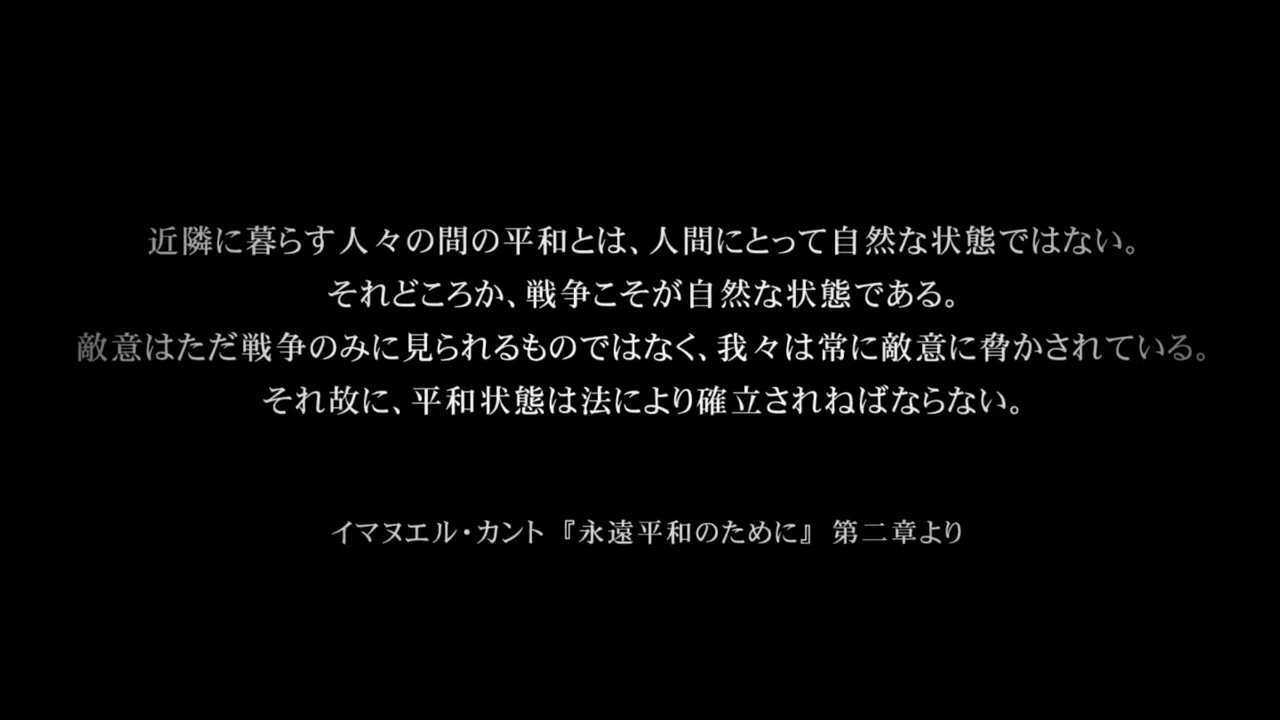 近隣に暮らす人々の間の平和とは、人間にとって自然な状態ではない。
それどころか、戦争こそが自然な状態である。
敵意はただ戦争のみに見られるものではなく、我々は常に敵意に脅かされている。
それ故に、平和状態は法により確立されねばならない。
イマヌエル・カント『永遠平和のために』 第二章より